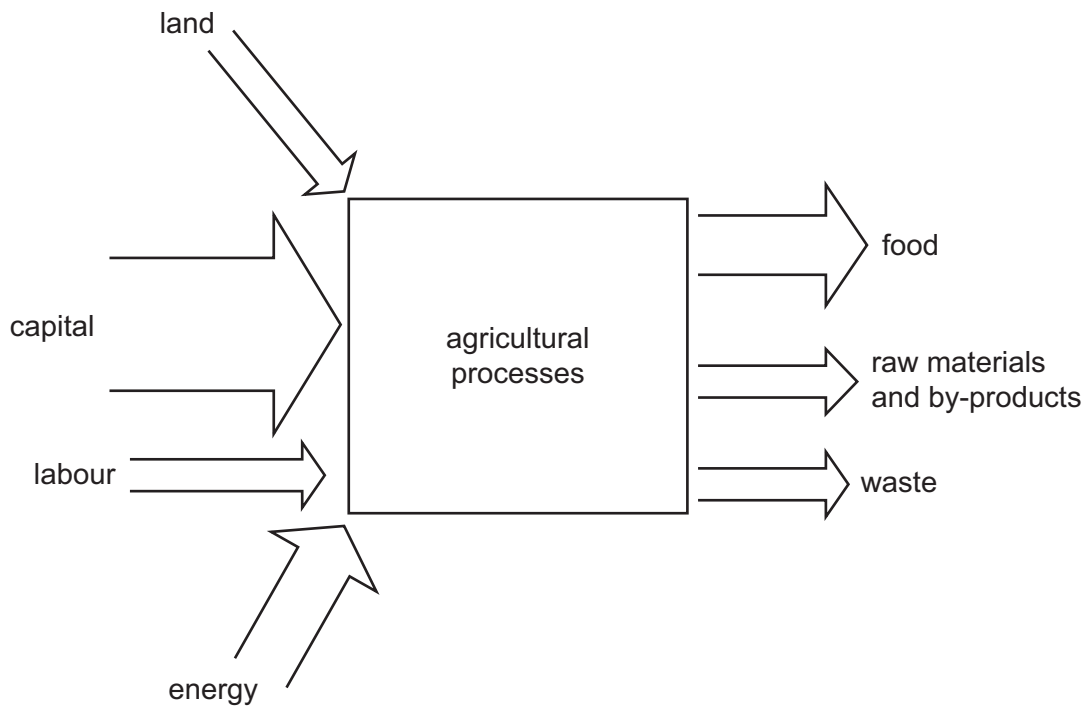 land
capital
labour
energy
agricultural
processes
food
raw materials
and by-products
waste